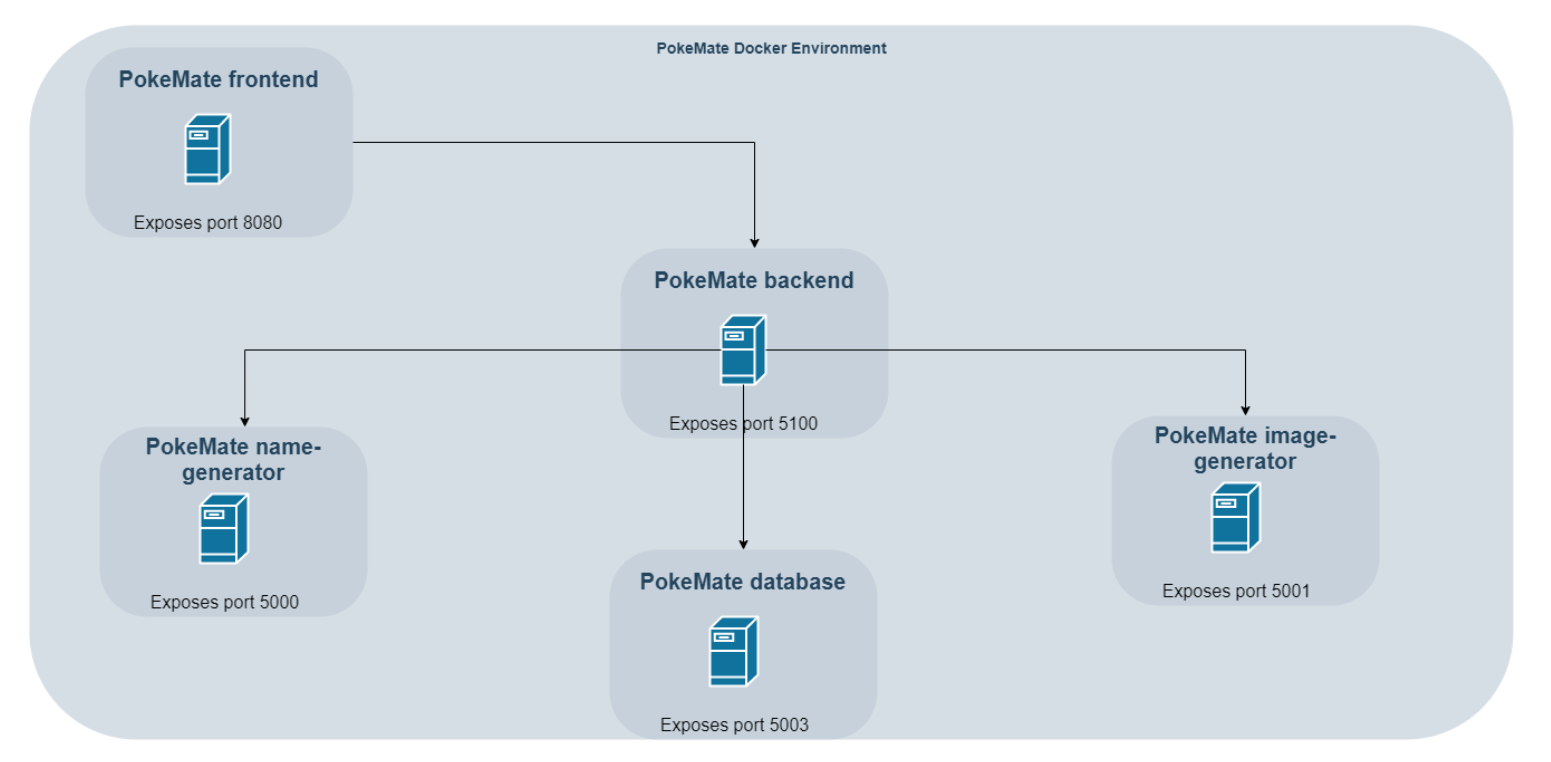 PokeMate Docker Environment
PokeMate frontend
Exposes port 8080
PokeMate backend
Exposes port 5100
PokeMate name-
generator
Exposes port 5000
PokeMate image-
generator
Exposes port 5001
PokeMate database
Exposes port 5003